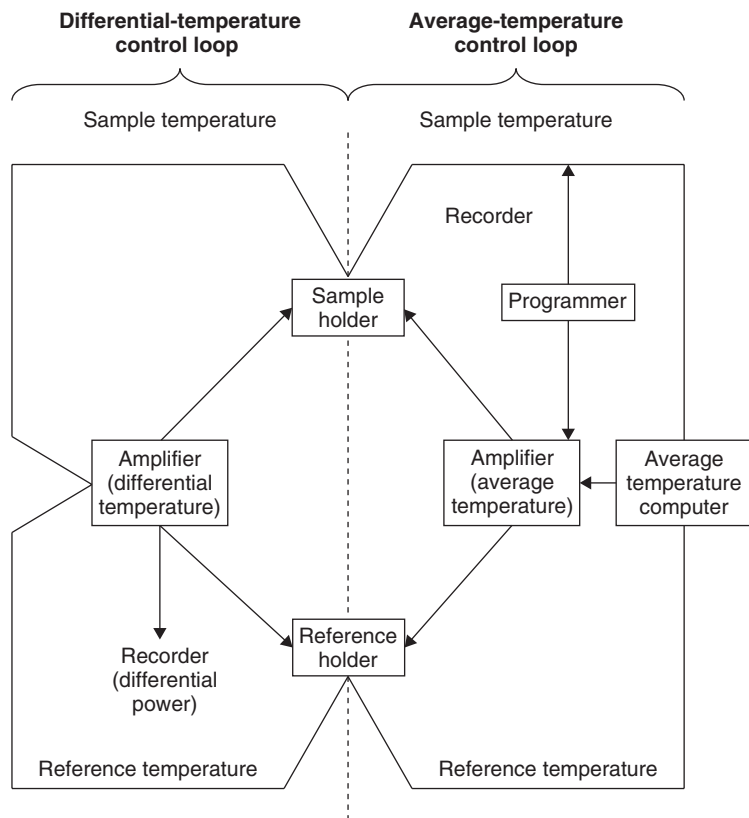 Differential-temperature
control loop
Average-temperature
control loop
Sample temperature
Sample temperature
Recorder
Sample
holder
Programmer
Amplifier
(differential
temperature)
Amplifier
(average
temperature)
Average
temperature
computer
Reference
holder
Recorder
(differential
power)
Reference temperature
Reference temperature